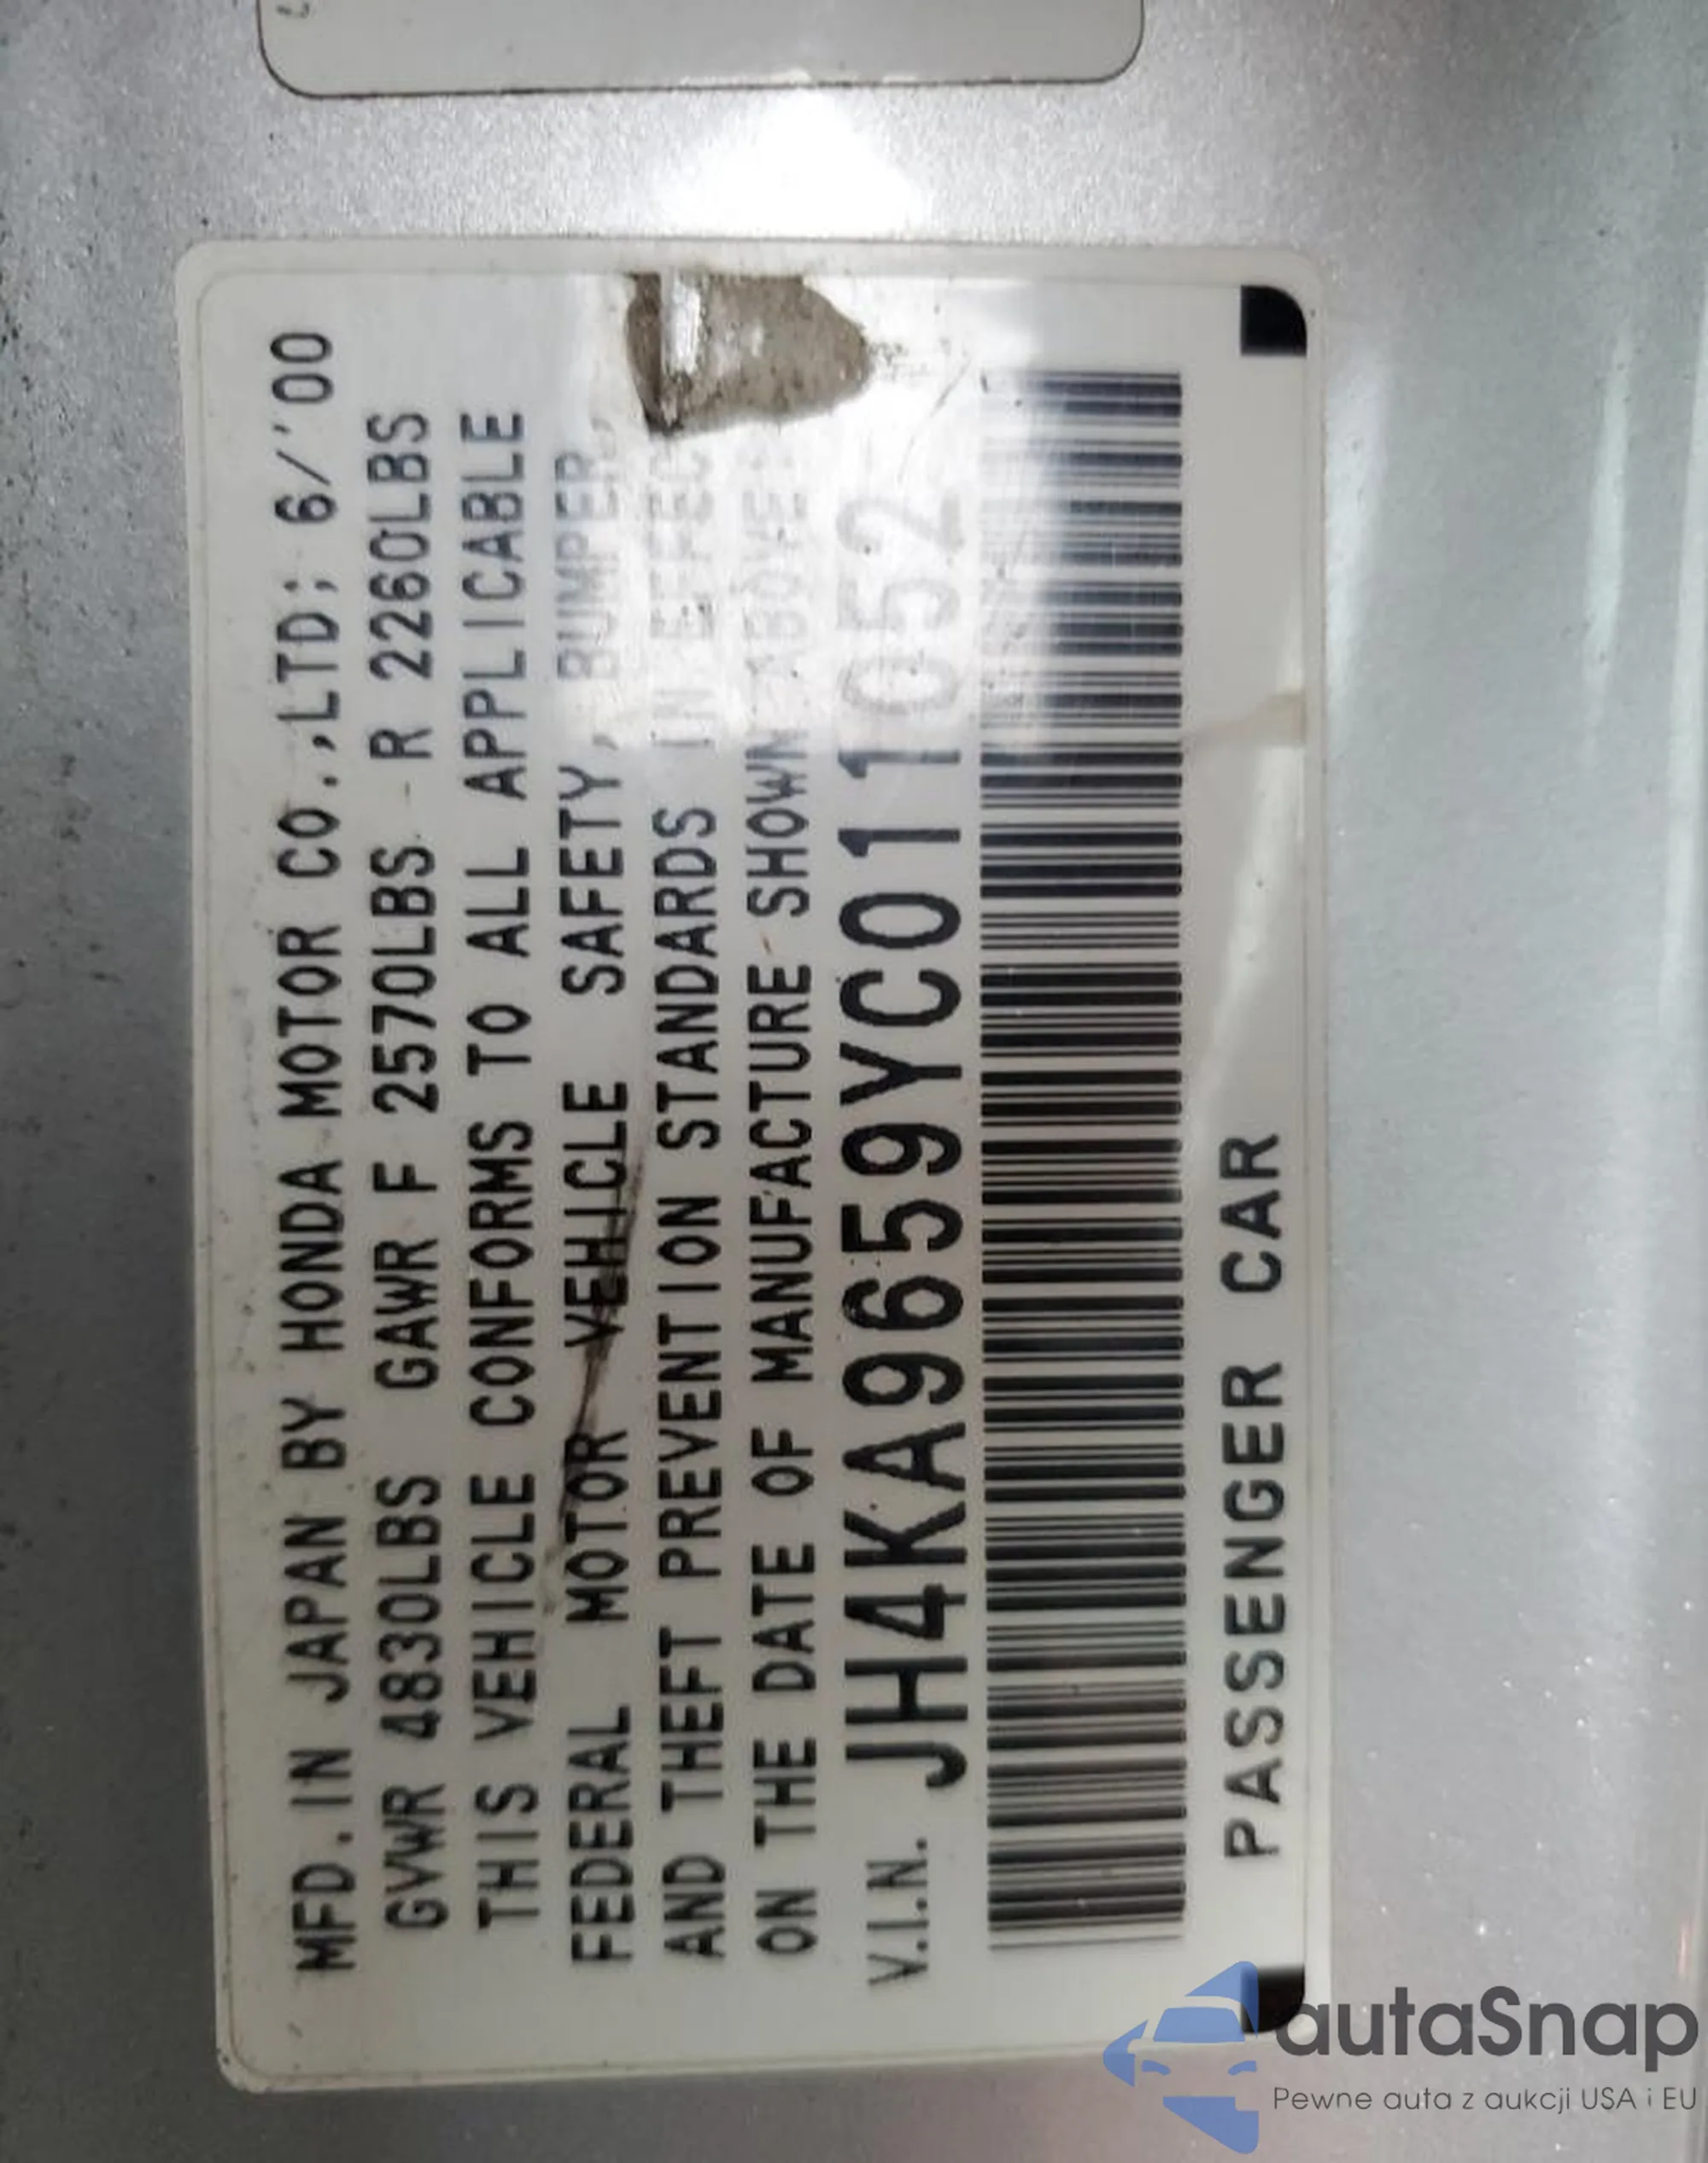 MFD.IN JAPAN BY HONDA MOTOR CO.,LTD; 6/'00
GVWR 4830LBS GAWR F 2570LBS R 2260LBS
THIS VEHICLE CONFORMS TO ALL APPLICABLE
FEDERAL MOTOR VEHICLE SAFETY, BUMPER,
AND THEFT PREVENTION STANDARDS IN
ON THE DATE OF MANUFACTURE SHOWN ABOVE
V.I.N. JH4KA9659YC011052
PASSENGER CAR
autaSnap
Pewne auta z aukcji USA i EU